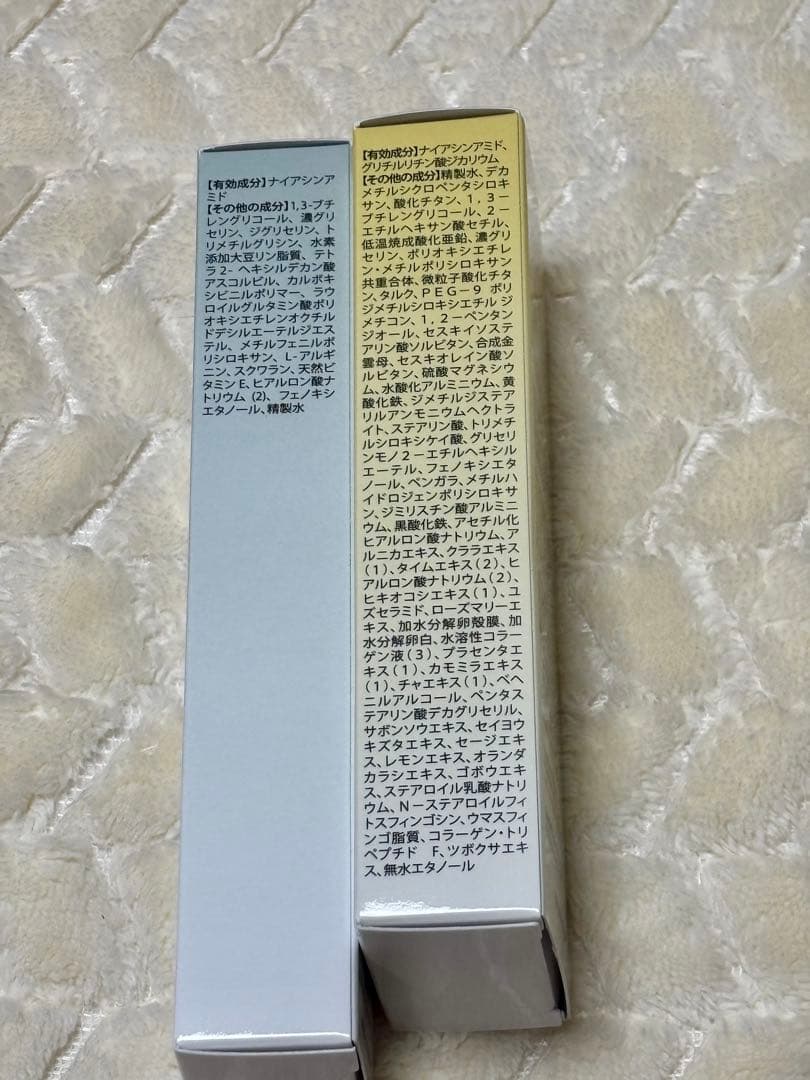 【有効成分】ナイアシンア
ミド
【その他の成分】1,3-ブチ
レングリコール、濃グリ
セリン、ジグリセリン、ト
リメチルグリシン、水素
添加大豆リン脂質、テト
ラ2-ヘキシルデカン酸
アスコルビル、カルボキ
シビニルポリマー、ラウ
ロイルグルタミン酸ポリ
オキシエチレンオクチル
ドデシルエーテルジエス
テル、メチルフェニルポ
リシロキサン、L-アルギ
ニン、スクワラン、天然ビ
タミンE、ヒアルロン酸ナ
トリウム(2)、フェノキシ
エタノール、精製水
【有効成分】ナイアシンアミド、
グリチルリチン酸ジカリウム
【その他の成分】精製水、デカ
メチルシクロペンタシロキ
サン、酸化チタン、1，3－
ブチレングリコール、2－
エチルヘキサン酸セチル、
低温焼成酸化亜鉛、濃グリ
セリン、ポリオキシエチレ
ン・メチルポリシロキサン
共重合体、微粒子酸化チタ
ン、タルク、PEG－9 ポリ
ジメチルシロキシエチル ジ
メチコン、1，2－ペンタン
ジオール、セスキイソステ
アリン酸ソルビタン、合成金
雲母、セスキオレイン酸ソ
ルビタン、硫酸マグネシウ
ム、水酸化アルミニウム、黄
酸化鉄、ジメチルジステア
リルアンモニウムヘクトラ
イト、ステアリン酸、トリメチ
ルシロキシケイ酸、グリセリ
ンモノ2－エチルヘキシル
エーテル、フェノキシエタ
ノール、ベンガラ、メチルハ
イドロジェンポリシロキサ
ン、ジミリスチン酸アルミニ
ウム、黒酸化鉄、アセチル化
ヒアルロン酸ナトリウム、ア
ルニカエキス、クララエキス
（1）、タイムエキス（2）、ヒ
アルロン酸ナトリウム（2）、
ヒキオコシエキス（1）、ユ
ズセラミド、ローズマリーエ
キス、加水分解卵殻膜、加
水分解卵白、水溶性コラー
ゲン液（3）、プラセンタエ
キス（1）、カモミラエキス
（1）、チャエキス（1）、ベヘ
ニルアルコール、ペンタス
テアリン酸デカグリセリル、
サボンソウエキス、セイヨウ
キズタエキス、セージエキ
ス、レモンエキス、オランダ
カラシエキス、ゴボウエキ
ス、ステアロイル乳酸ナトリ
ウム、N－ステアロイルフィ
トスフィンゴシン、ウマスフィ
ンゴ脂質、コラーゲン・トリ
ペプチド F、ツボクサエキ
ス、無水エタノール